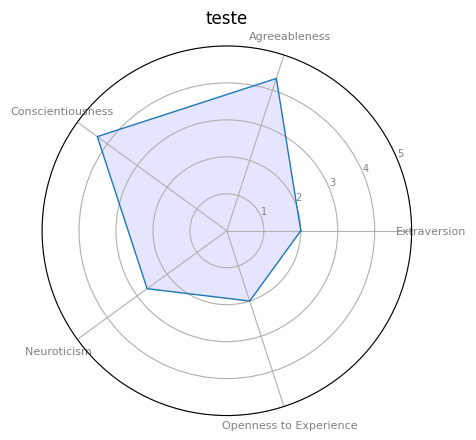 teste
Agreeableness
Conscientiousness
5
4
3
2
1
Extraversion
Neuroticism
Openness to Experience